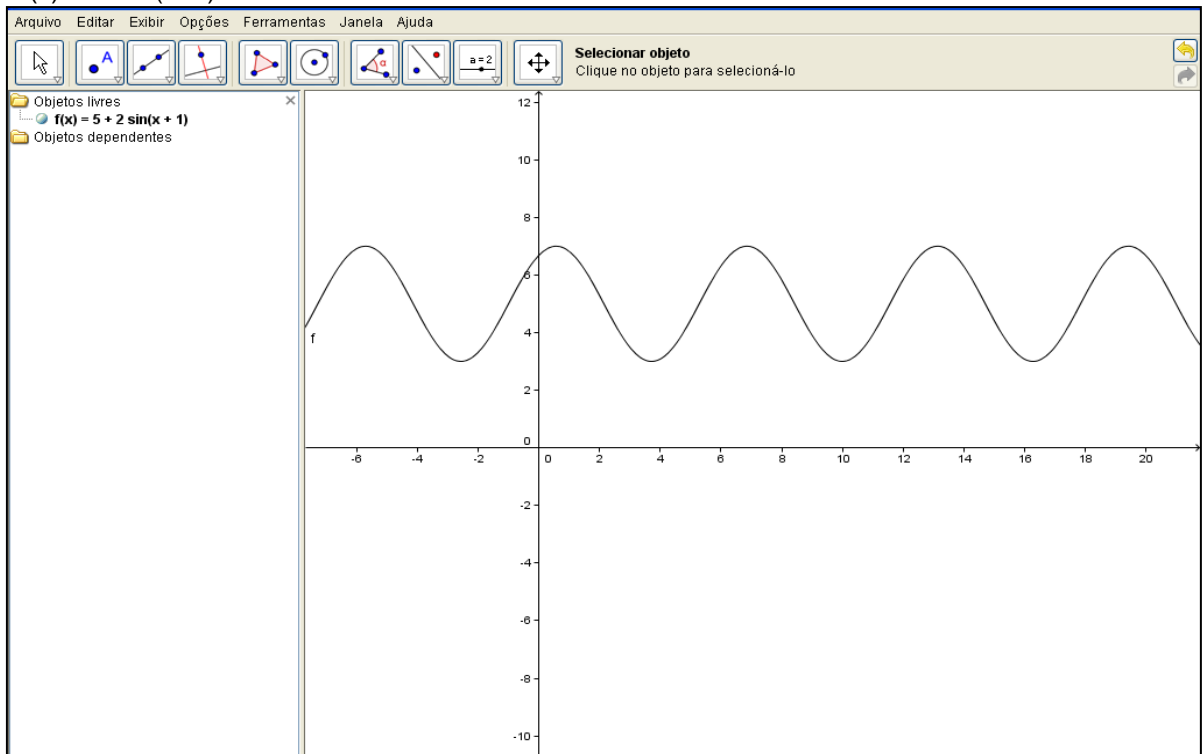 Arquivo Editar Exibir Opções Ferramentas Janela Ajuda
A
α
a=2
Selecionar objeto
Clique no objeto para selecioná-lo
Objetos livres
f(x) = 5 + 2 sin(x + 1)
Objetos dependentes
12
10
8
6
4
2
0
-6 -4 -2 0 2 4 6 8 10 12 14 16 18 20
f
-2
-4
-6
-8
-10